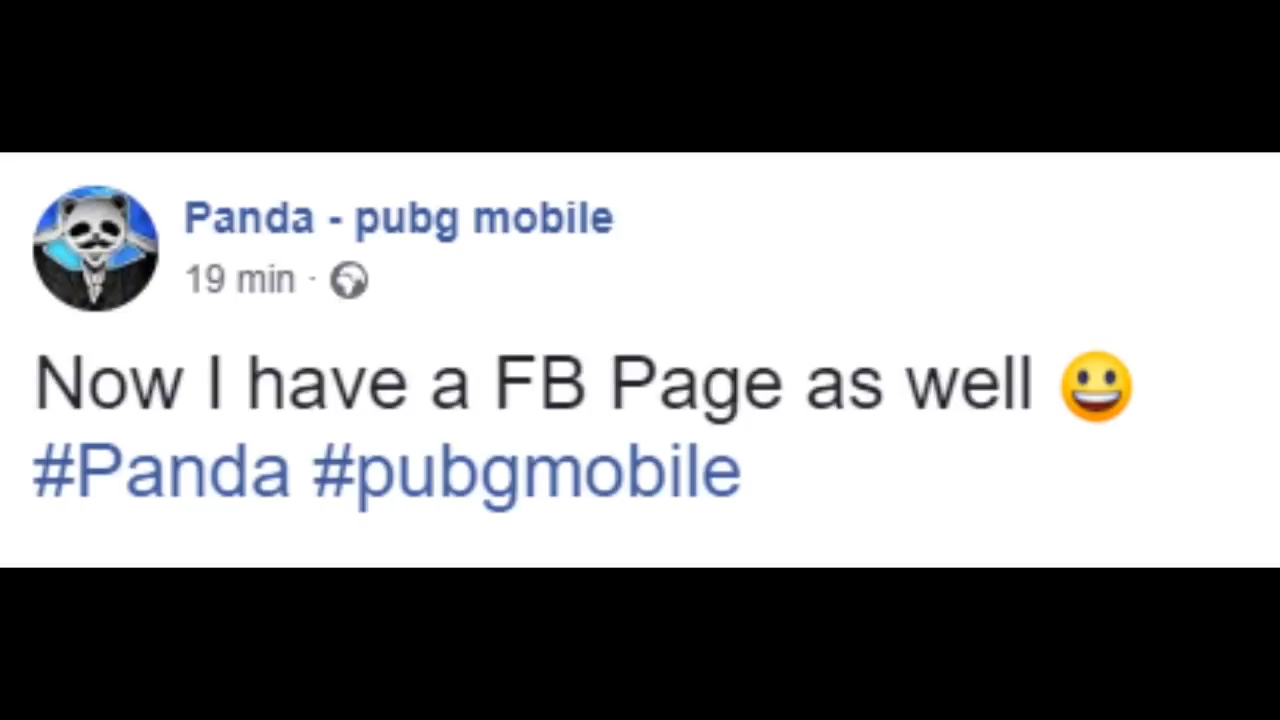 Panda - pubg mobile
19 min ·
Now I have a FB Page as well 😀
#Panda #pubgmobile